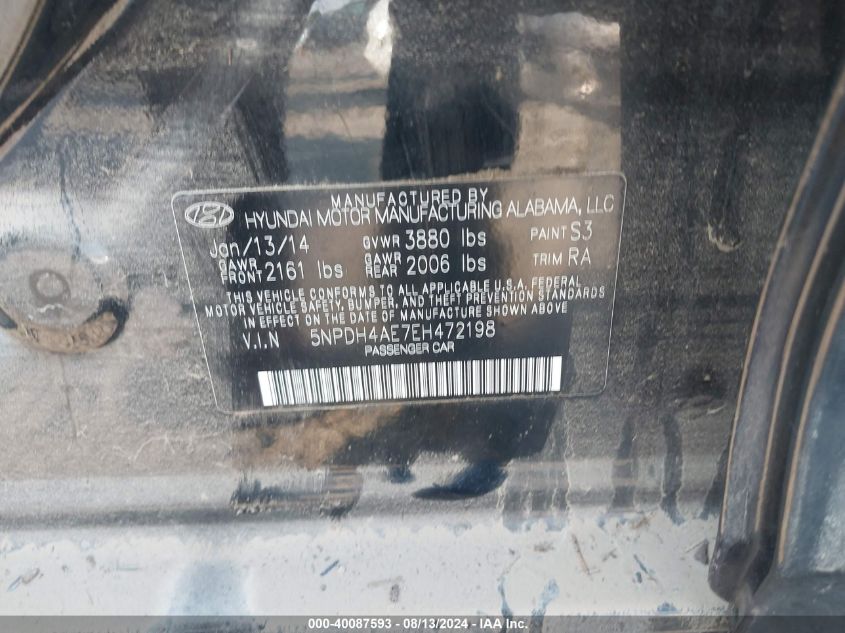 MANUFACTURED BY
HYUNDAI MOTOR MANUFACTURING ALABAMA, LLC
Jan/13/14 GVWR 3880 lbs PAINT S3
GAWR FRONT 2161 lbs GAWR REAR 2006 lbs TRIM RA
THIS VEHICLE CONFORMS TO ALL APPLICABLE U.S.A. FEDERAL
MOTOR VEHICLE SAFETY, BUMPER, AND THEFT PREVENTION STANDARDS
IN EFFECT ON THE DATE OF MANUFACTURE SHOWN ABOVE
V.I.N 5NPDH4AE7EH472198
PASSENGER CAR
000-40087593 - 08/13/2024 - IAA Inc.